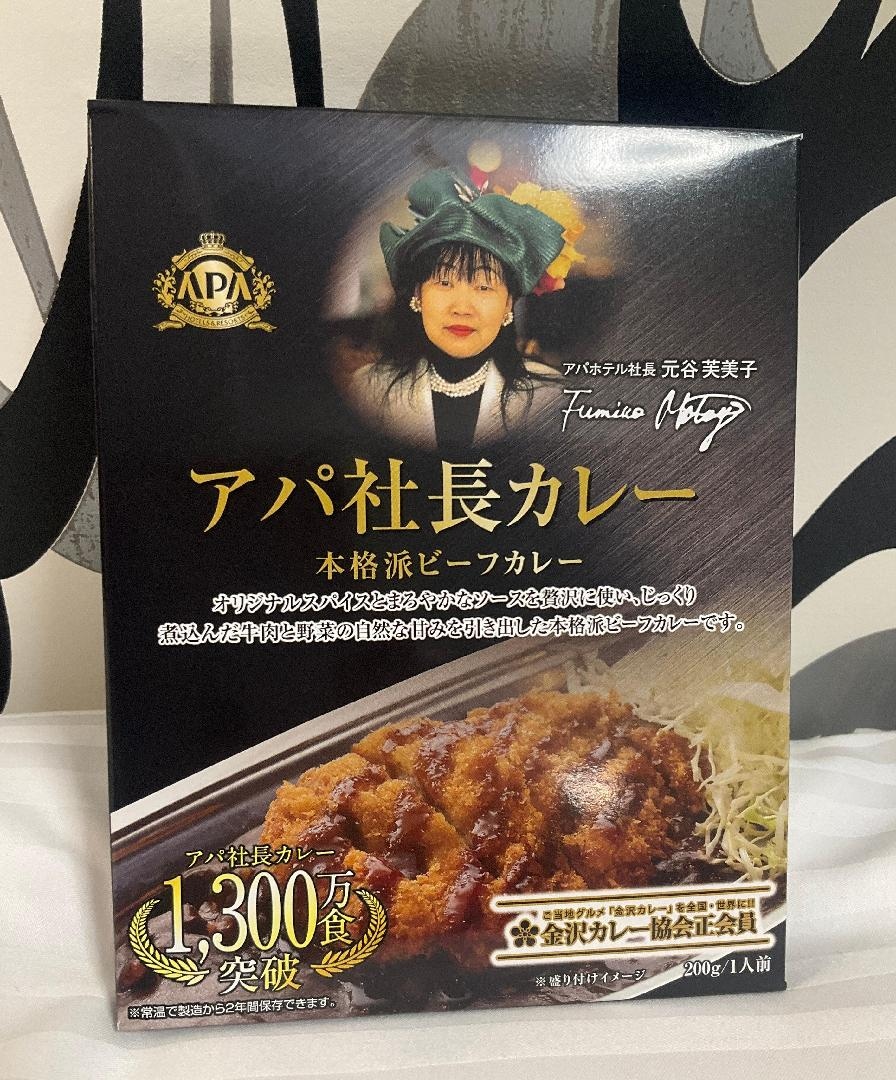 APA
HOTELS & RESORTS
アパホテル社長 元谷 芙美子
Fumiko Motoya
アパ社長カレー
本格派ビーフカレー
オリジナルスパイスとまろやかなソースを贅沢に使い、じっくり
煮込んだ牛肉と野菜の自然な甘みを引き出した本格派ビーフカレーです。
アパ社長カレー
1,300万食
突破
※常温で製造から2年間保存できます。
ご当地グルメ「金沢カレー」を全国・世界に!!
金沢カレー協会正会員
※盛り付けイメージ
200g/1人前